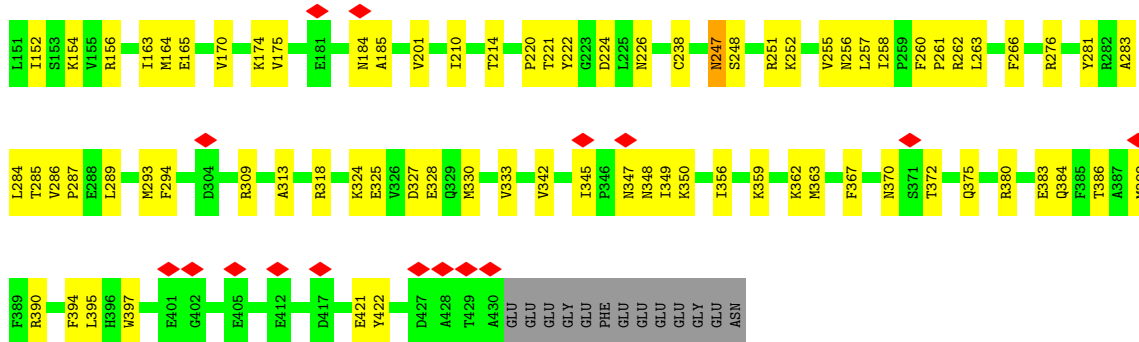 L151 I152 S153 K154 V155 R156 I163 M164 E165 V170 K174 V175 E181 N184 A185 V201 I210 T214 P220 T221 Y222 G223 D224 L225 N226 C238 N247 S248 R251 K252 V255 N256 L257 I258 P259 F260 P261 R262 L263 F266 R276 Y281 R282 A283
L284 T285 V286 P287 E288 L289 M293 F294 D304 R309 A313 R318 K324 E325 V326 D327 E328 Q329 M330 V333 V342 I345 P346 N347 N348 I349 K350 I356 K359 K362 M363 F367 N370 S371 T372 Q375 R380 E383 Q384 F385 T386 A387
F389 R390 F394 L395 H396 W397 E401 G402 E405 E412 D417 E421 Y422 D427 A428 T429 A430 GLU GLU GLU GLY GLU PHE GLU GLU GLU GLU GLY GLU ASN